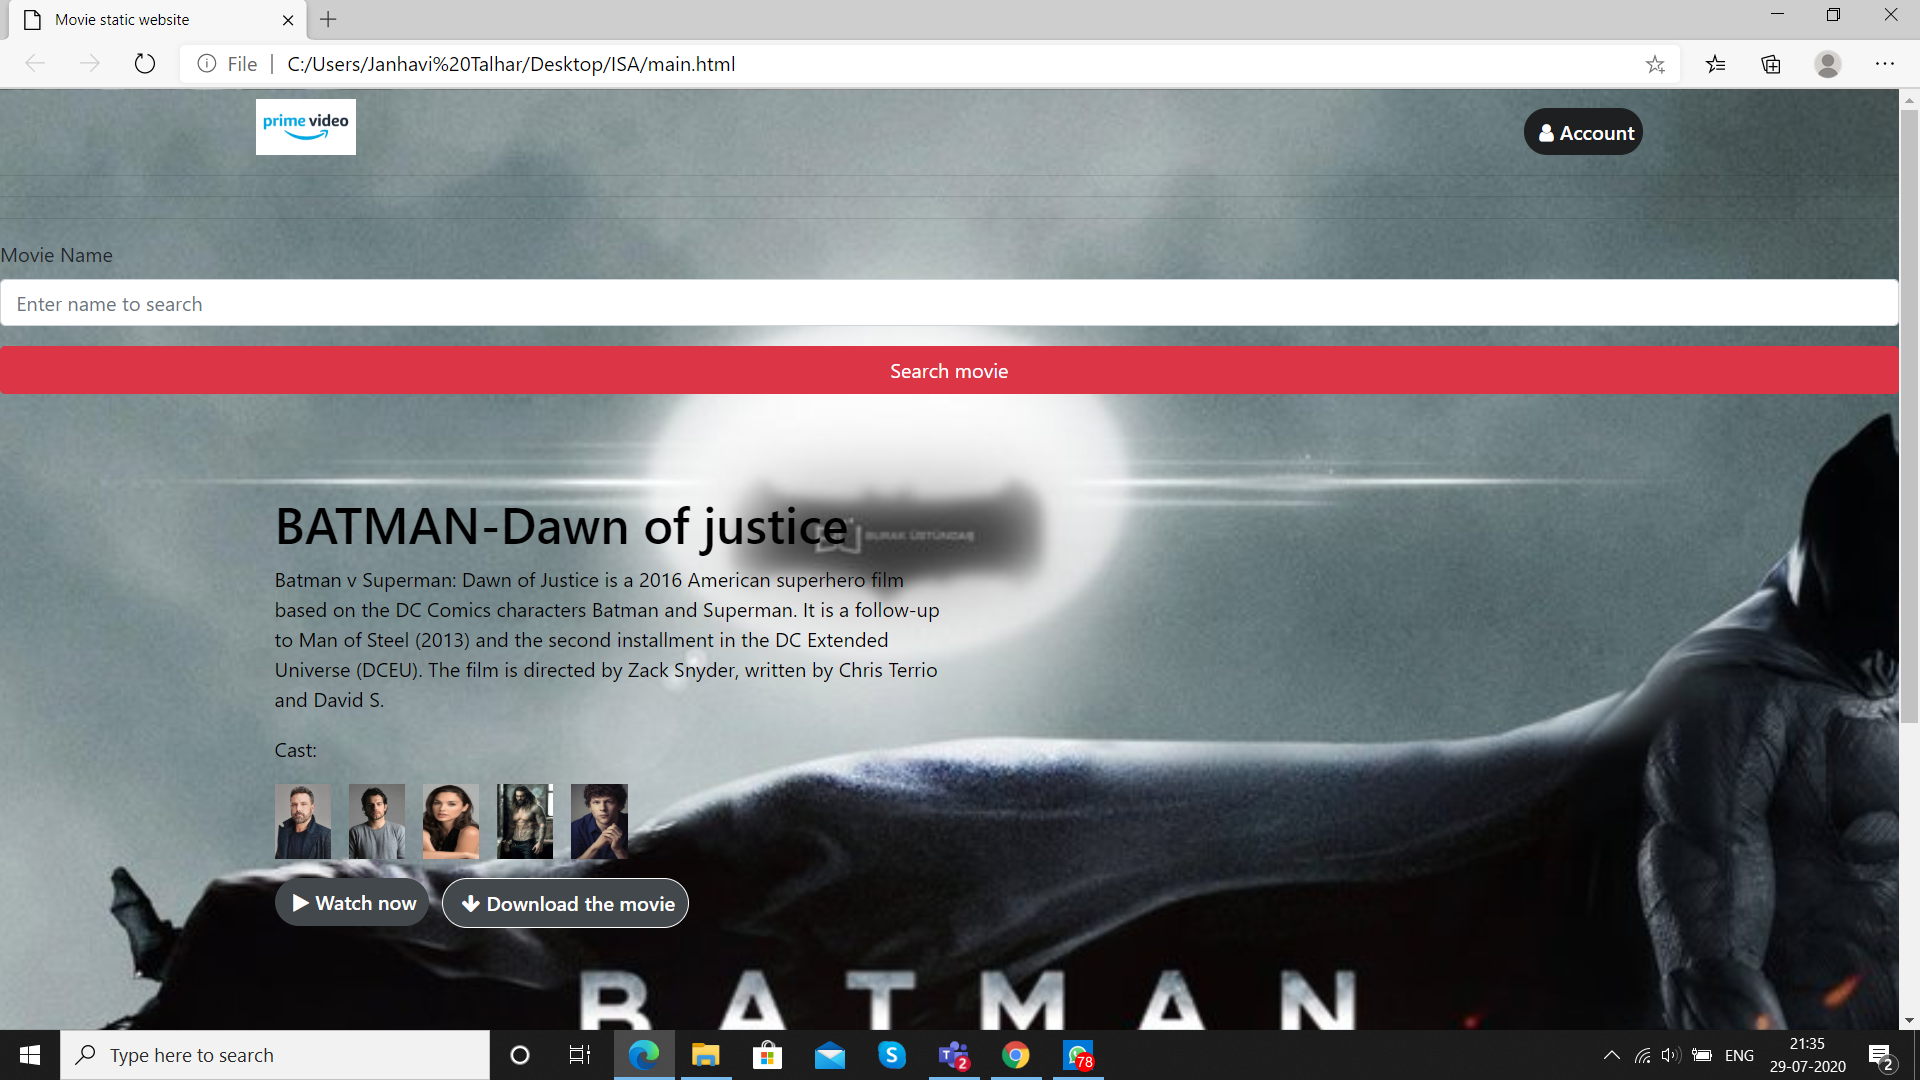 Movie static website
File
C:/Users/Janhavi%20Talhar/Desktop/ISA/main.html
prime video
Account
Movie Name
Enter name to search
Search movie
BATMAN-Dawn of justice
BURAK ÜSTÜNDAŞ
Batman v Superman: Dawn of Justice is a 2016 American superhero film
based on the DC Comics characters Batman and Superman. It is a follow-up
to Man of Steel (2013) and the second installment in the DC Extended
Universe (DCEU). The film is directed by Zack Snyder, written by Chris Terrio
and David S.
Cast:
Watch now
Download the movie
BATMAN
Type here to search
S
T
2
78
ENG
21:35
29-07-2020
2